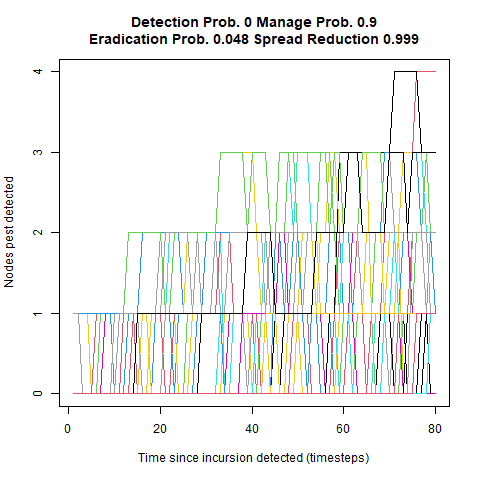 Detection Prob. 0 Manage Prob. 0.9
Eradication Prob. 0.048 Spread Reduction 0.999
Nodes pest detected
4
3
2
1
0
0 20 40 60 80
Time since incursion detected (timesteps)